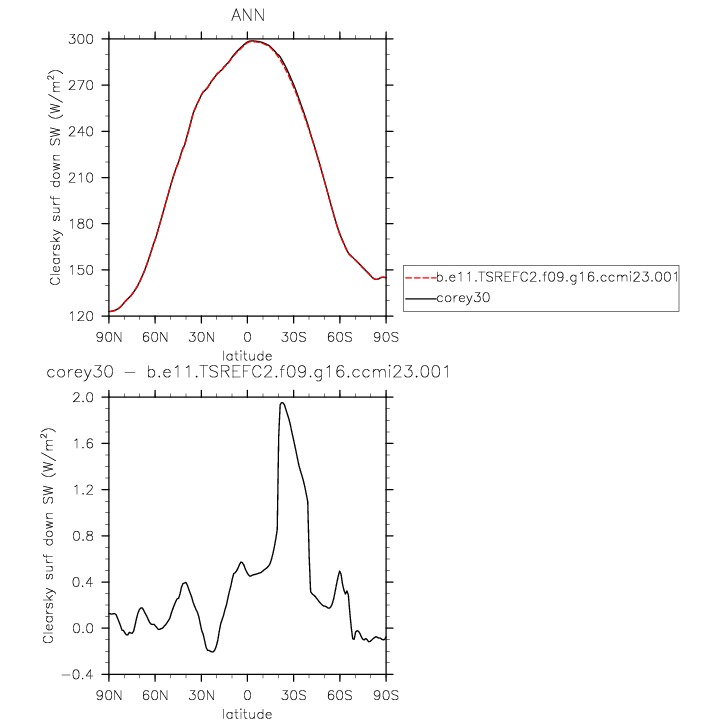 ANN
Clearsky surf down SW (W/m²)
300
270
240
210
180
150
120
90N 60N 30N 0 30S 60S 90S
latitude
b.e11.TSREFC2.f09.g16.ccmi23.001
corey30
corey30 − b.e11.TSREFC2.f09.g16.ccmi23.001
Clearsky surf down SW (W/m²)
2.0
1.6
1.2
0.8
0.4
0.0
−0.4
90N 60N 30N 0 30S 60S 90S
latitude